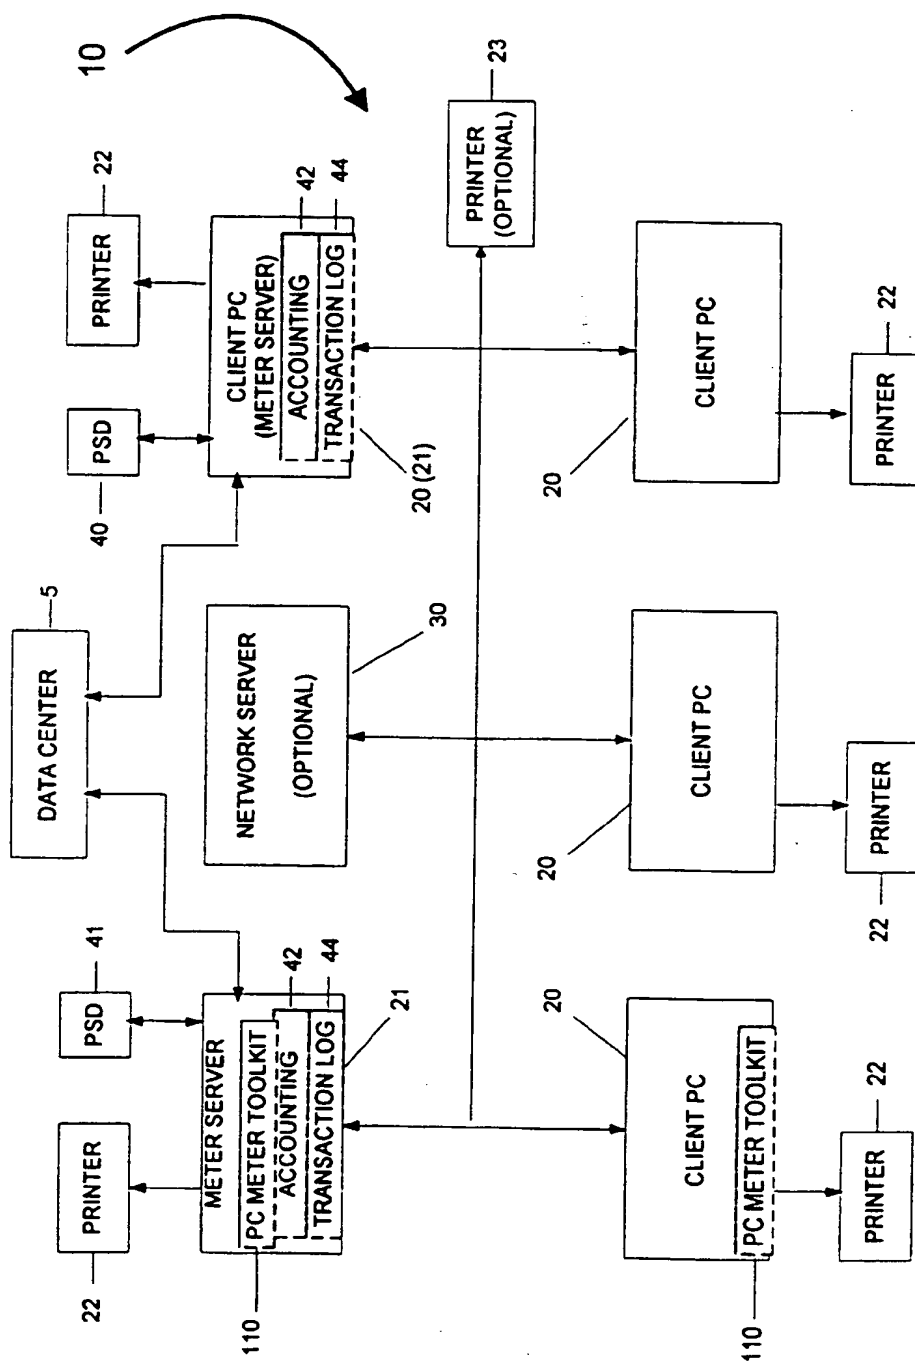 DATA CENTER
5
10
22
PRINTER
PSD
41
40
PSD
PRINTER
22
METER SERVER
PC METER TOOLKIT
ACCOUNTING
TRANSACTION LOG
110
42
44
21
NETWORK SERVER
(OPTIONAL)
30
CLIENT PC
(METER SERVER)
ACCOUNTING
TRANSACTION LOG
42
44
20 (21)
PRINTER
(OPTIONAL)
23
20
CLIENT PC
PC METER TOOLKIT
110
PRINTER
22
20
CLIENT PC
22
PRINTER
20
CLIENT PC
PRINTER
22